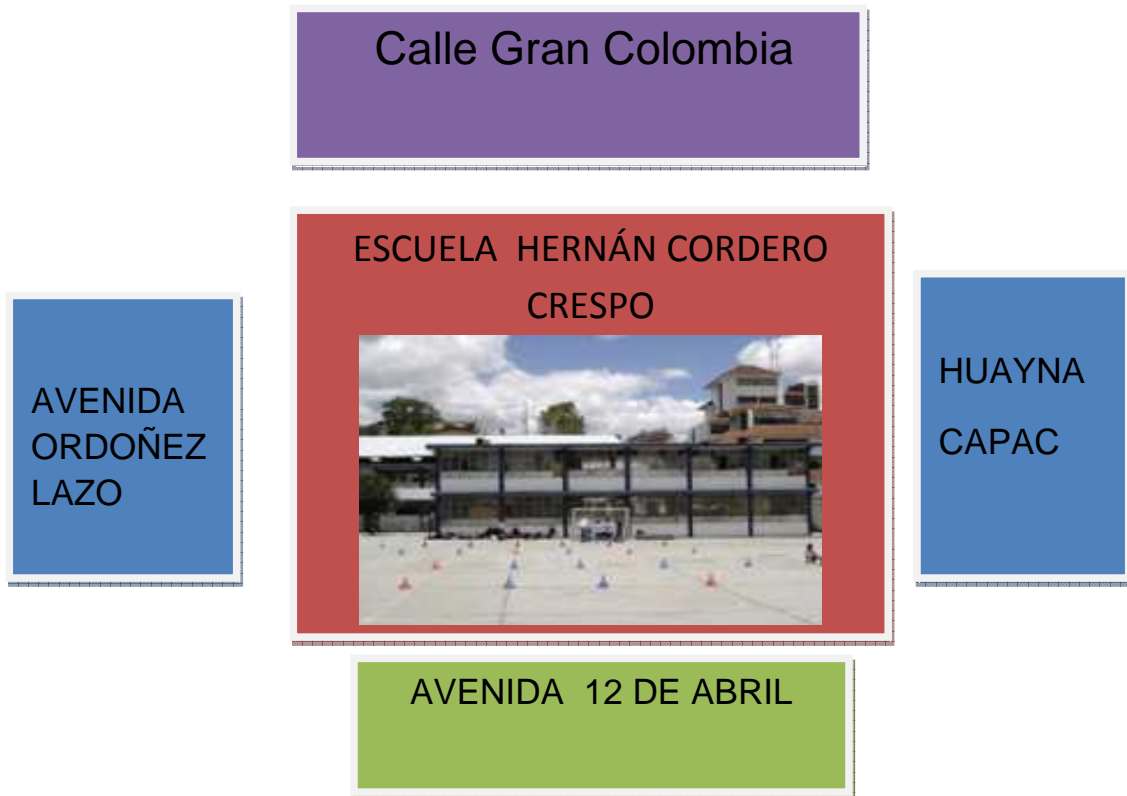 Calle Gran Colombia
ESCUELA HERNÁN CORDERO
CRESPO
AVENIDA
ORDOÑEZ
LAZO
HUAYNA
CAPAC
AVENIDA 12 DE ABRIL